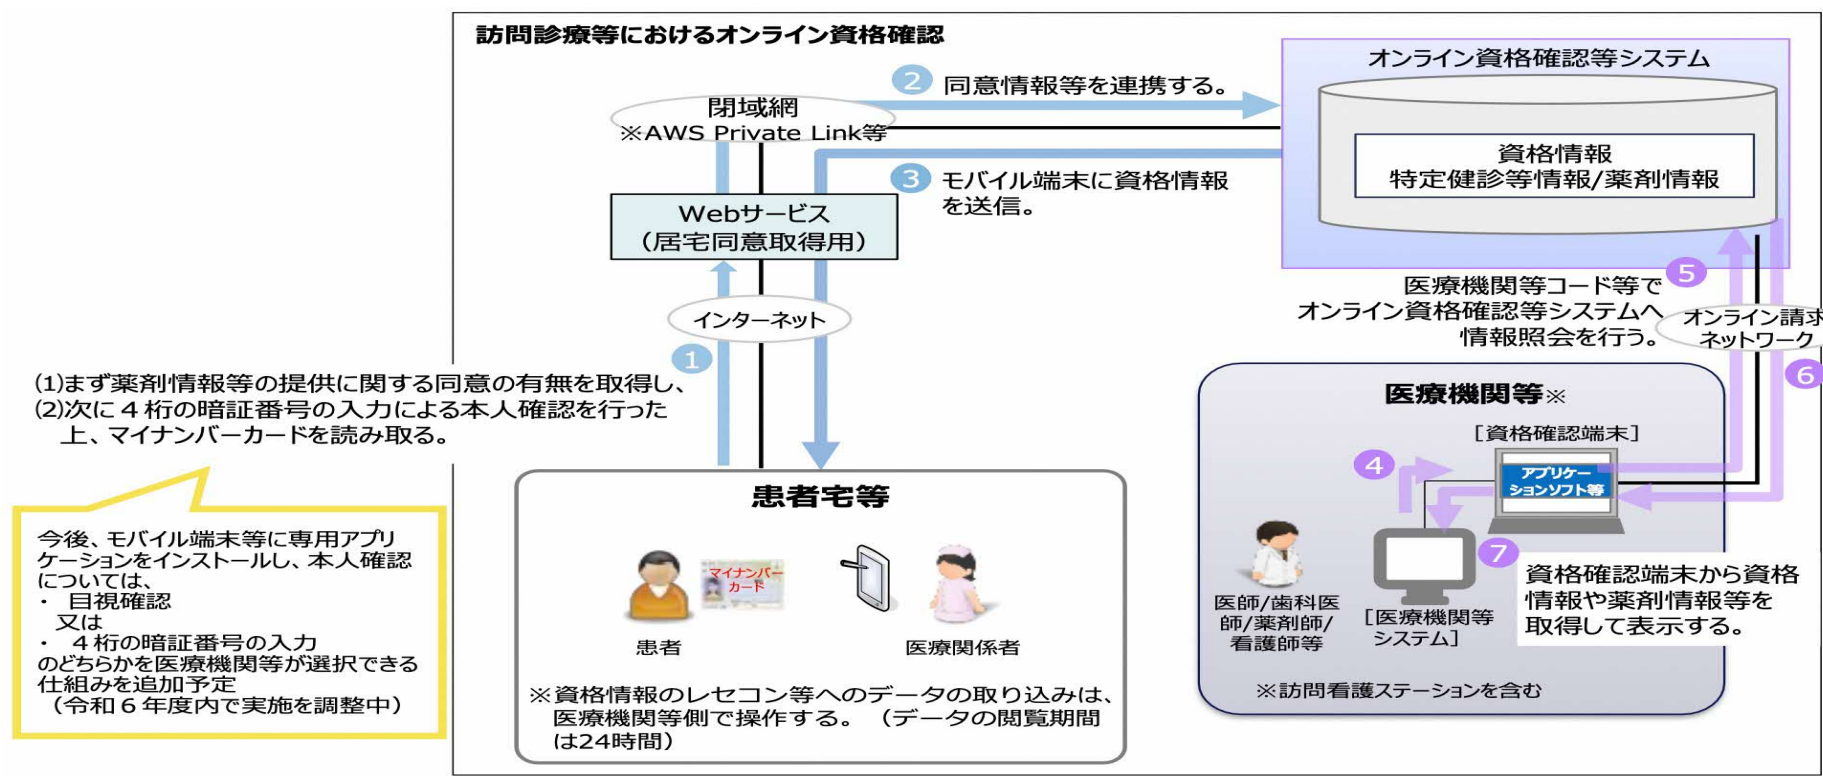 訪問診療等におけるオンライン資格確認
② 同意情報等を連携する。
閉域網
※AWS Private Link等
オンライン資格確認等システム
資格情報
特定健診等情報/薬剤情報
③ モバイル端末に資格情報
を送信。
Webサービス
（居宅同意取得用）
インターネット
①
⑤
医療機関等コード等で
オンライン資格確認等システムへ
情報照会を行う。
オンライン請求
ネットワーク
⑥
(1)まず薬剤情報等の提供に関する同意の有無を取得し、
(2)次に４桁の暗証番号の入力による本人確認を行った
上、マイナンバーカードを読み取る。
今後、モバイル端末等に専用アプリ
ケーションをインストールし、本人確認
については、
・ 目視確認
又は
・ ４桁の暗証番号の入力
のどちらかを医療機関等が選択できる
仕組みを追加予定
（令和６年度内で実施を調整中）
患者宅等
マイナンバー
カード
患者
医療関係者
※資格情報のレセコン等へのデータの取り込みは、
医療機関等側で操作する。（データの閲覧期間
は24時間）
医療機関等※
[資格確認端末]
④
アプリケー
ションソフト等
⑦
医師/歯科医
師/薬剤師/
看護師等
[医療機関等
システム]
資格確認端末から資格
情報や薬剤情報等を
取得して表示する。
※訪問看護ステーションを含む